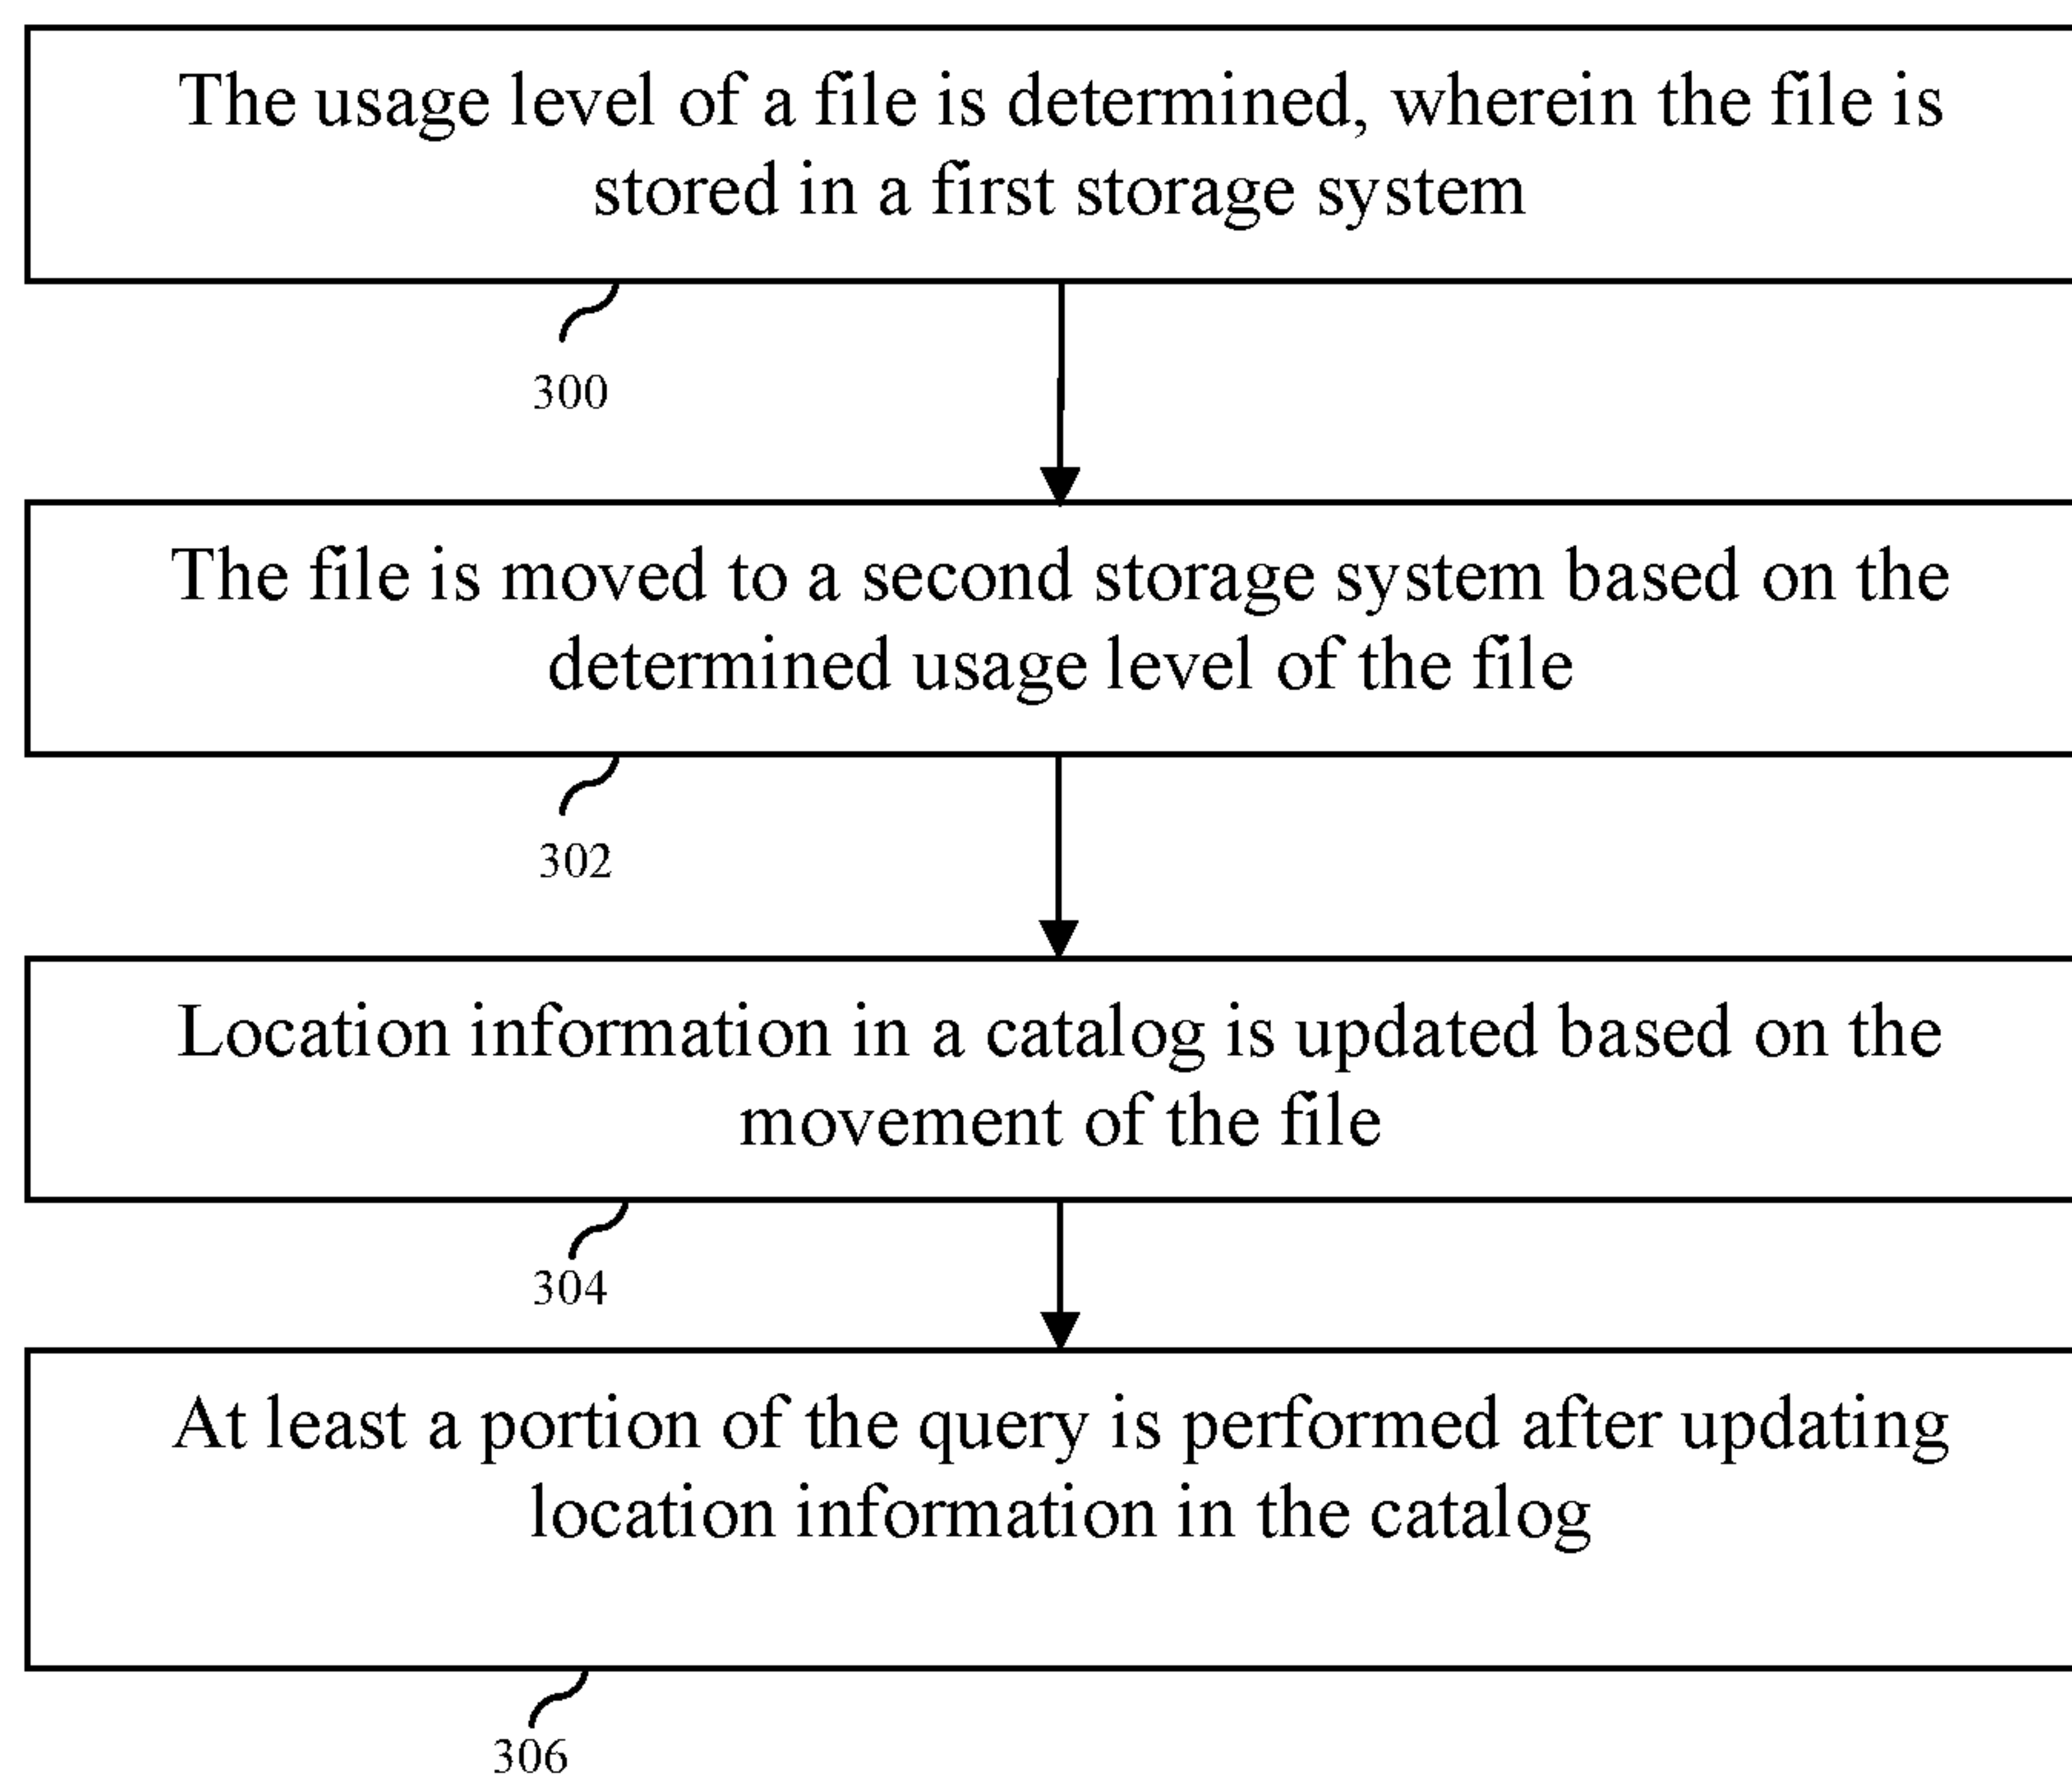 The usage level of a file is determined, wherein the file is
stored in a first storage system
300
The file is moved to a second storage system based on the
determined usage level of the file
302
Location information in a catalog is updated based on the
movement of the file
304
At least a portion of the query is performed after updating
location information in the catalog
306